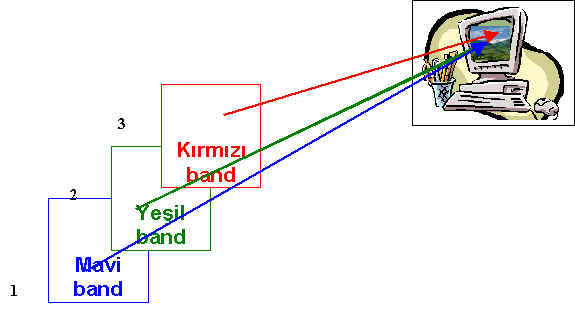 3
Kırmızı
band
2
Yeşil
band
Mavi
band
1